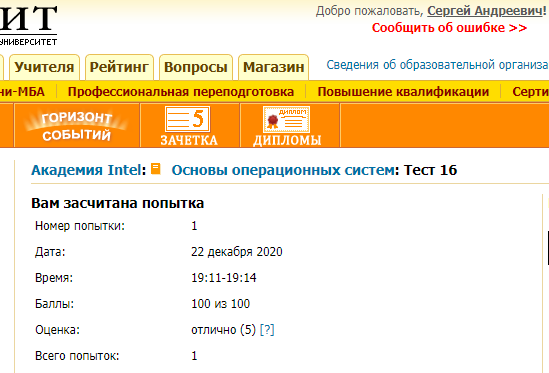 ИТ
УНИВЕРСИТЕТ
Добро пожаловать, Сергей Андреевич!
Сообщить об ошибке >>
Учителя Рейтинг Вопросы Магазин Сведения об образовательной организа
ни-МБА Профессиональная переподготовка Повышение квалификации Серти
ГОРИЗОНТ СОБЫТИЙ
5
ЗАЧЕТКА
ДИПЛОМ
ДИПЛОМЫ
Академия Intel: Основы операционных систем: Тест 16
Вам засчитана попытка
Номер попытки: 1
Дата: 22 декабря 2020
Время: 19:11-19:14
Баллы: 100 из 100
Оценка: отлично (5) [?]
Всего попыток: 1